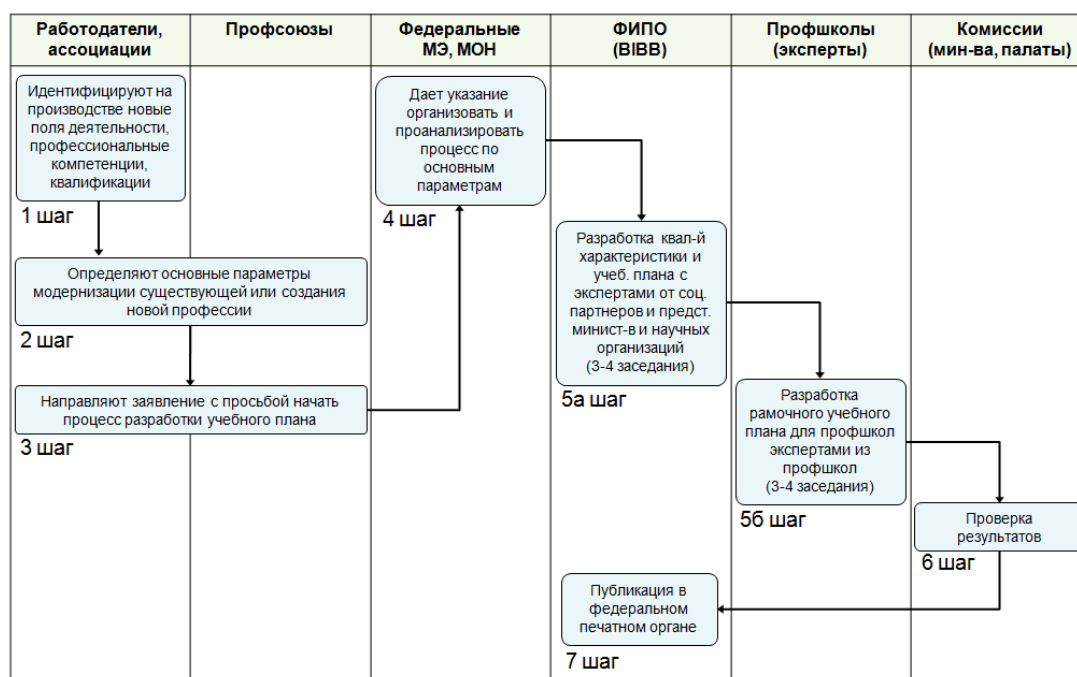 Работодатели,
ассоциации
Профсоюзы
Федеральные
МЭ, МОН
ФИПО
(BIBB)
Профшколы
(эксперты)
Комиссии
(мин-ва, палаты)
Идентифицируют на
производстве новые
поля деятельности,
профессиональные
компетенции,
квалификации
1 шаг
Определяют основные параметры
модернизации существующей или создания
новой профессии
2 шаг
Направляют заявление с просьбой начать
процесс разработки учебного плана
3 шаг
Дает указание
организовать и
проанализировать
процесс по
основным
параметрам
4 шаг
Разработка квал-й
характеристики и
учеб. плана с
экспертами от соц.
партнеров и предст.
минист-в и научных
организаций
(3-4 заседания)
5а шаг
Разработка
рамочного учебного
плана для профшкол
экспертами из
профшкол
(3-4 заседания)
5б шаг
Проверка
результатов
6 шаг
Публикация в
федеральном
печатном органе
7 шаг